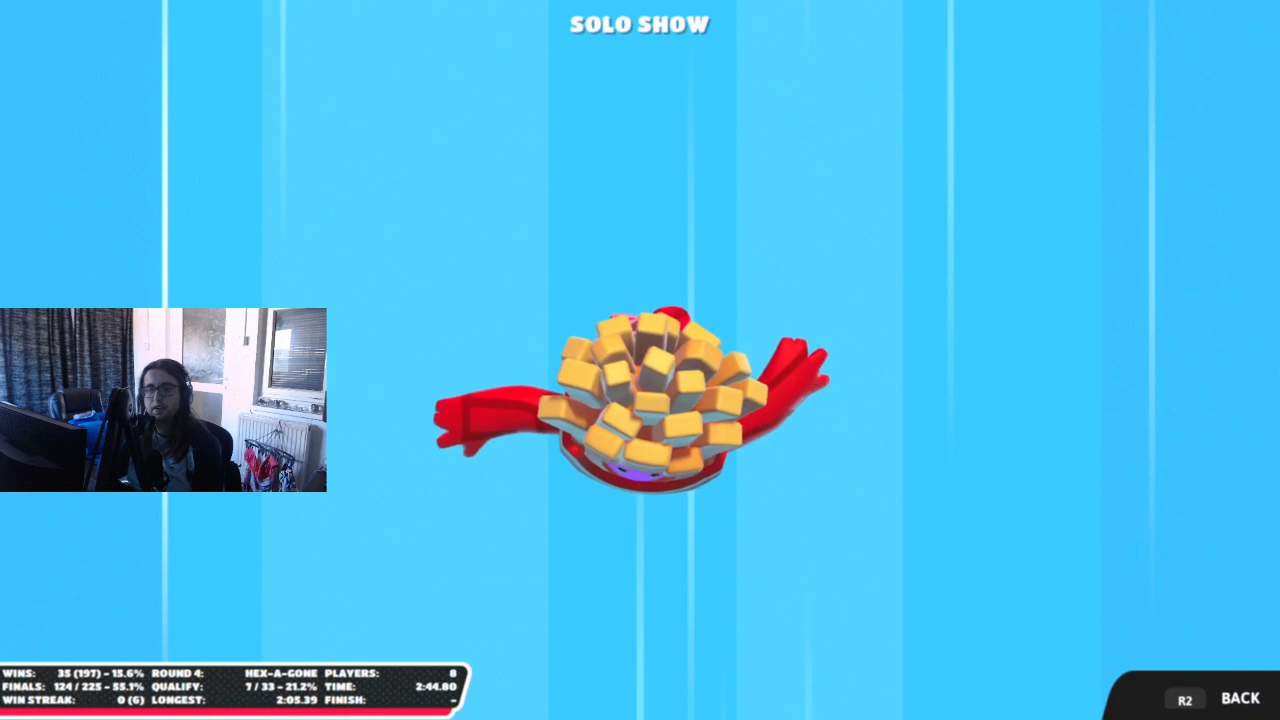 SOLO SHOW
WINS: 35 (197) - 15.6% ROUND 4: HEX-A-GONE PLAYERS: 8
FINALS: 124 / 225 - 55.1% QUALIFY: 7 / 33 - 21.2% TIME: 2:44.80
WIN STREAK: 0 (6) LONGEST: 2:05.39 FINISH: -
R2 BACK